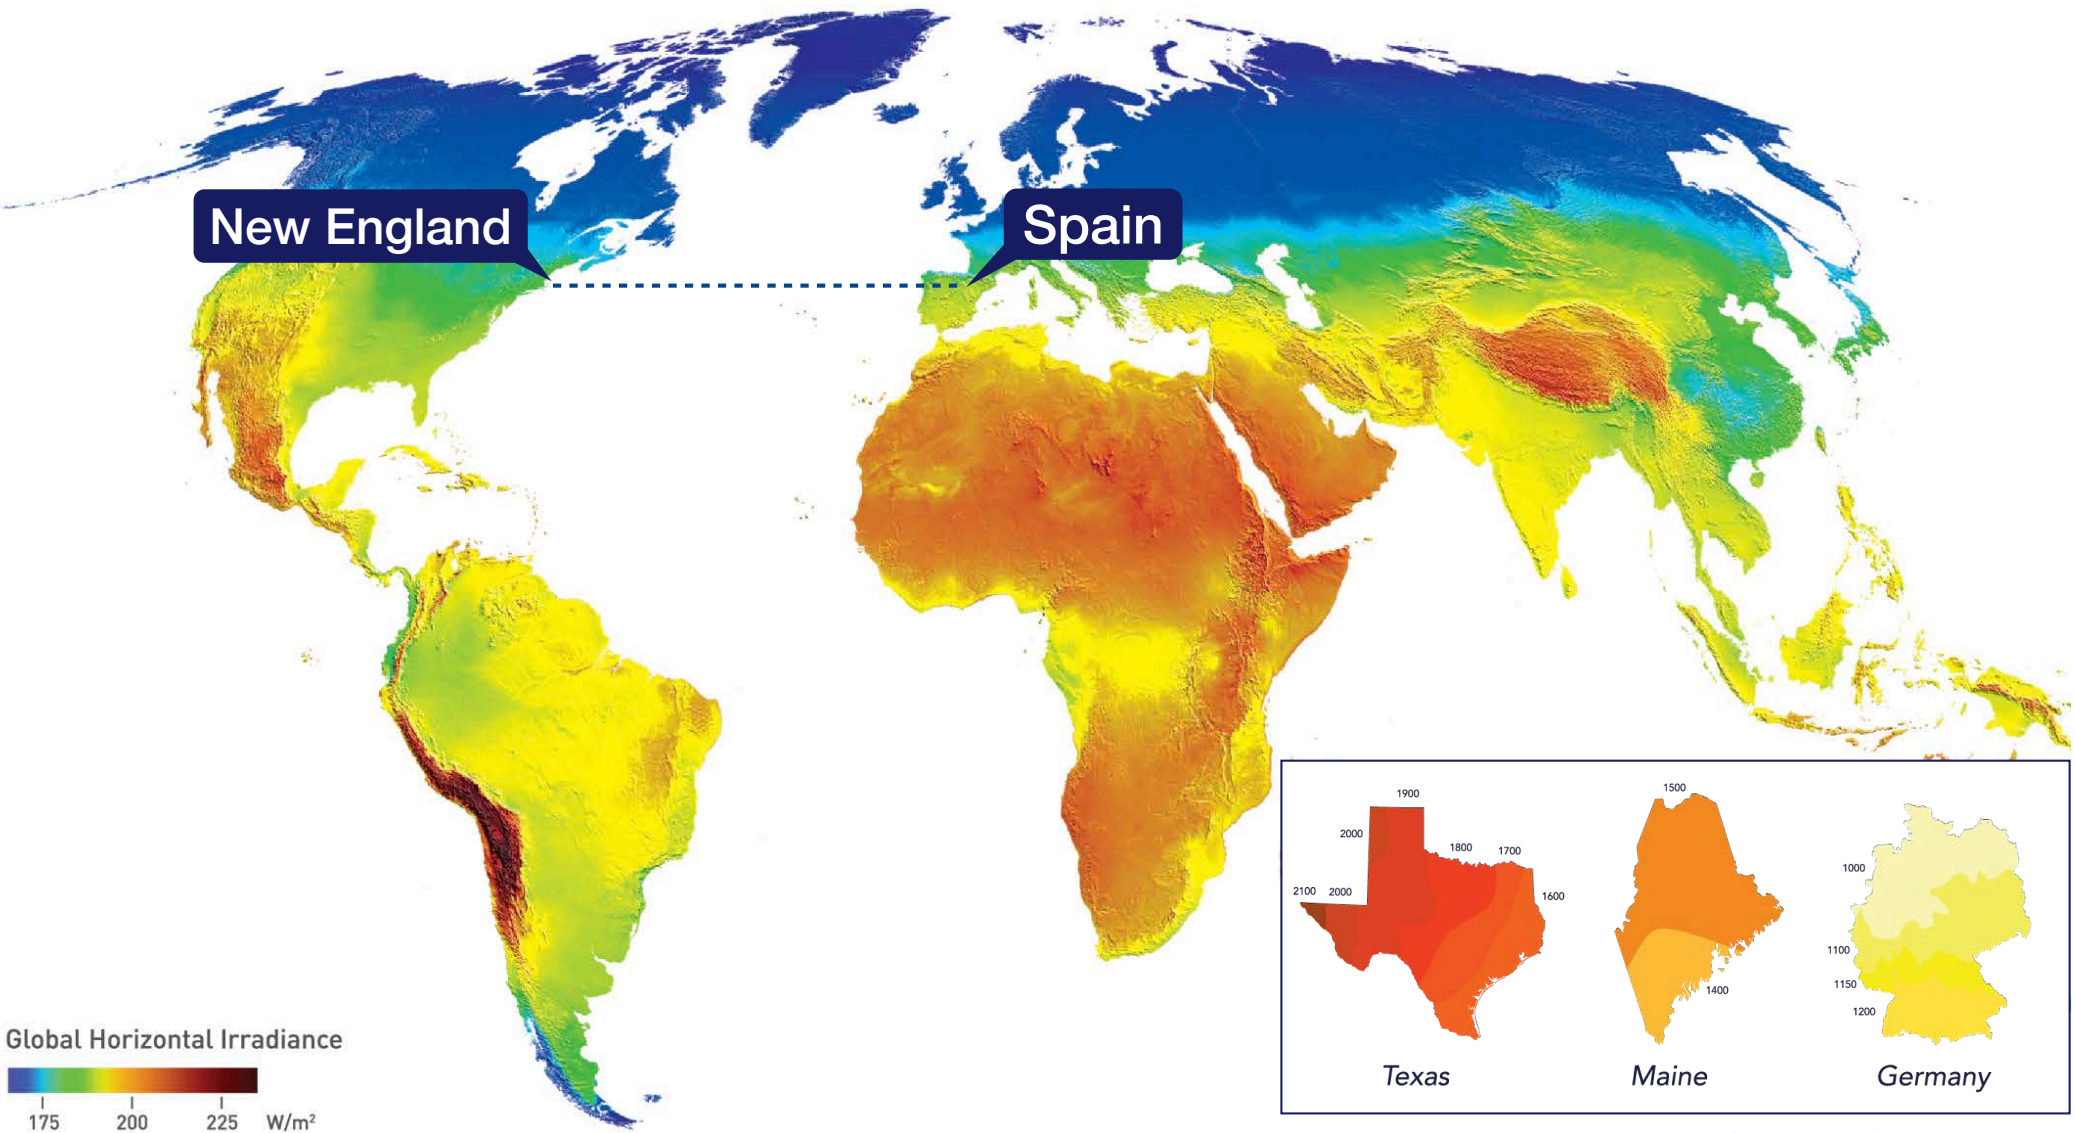 New England
Spain
1900
2000
1800
1700
2100
2000
1600
1500
1400
1000
1100
1150
1200
Texas
Maine
Germany
Global Horizontal Irradiance
175
200
225
W/m²